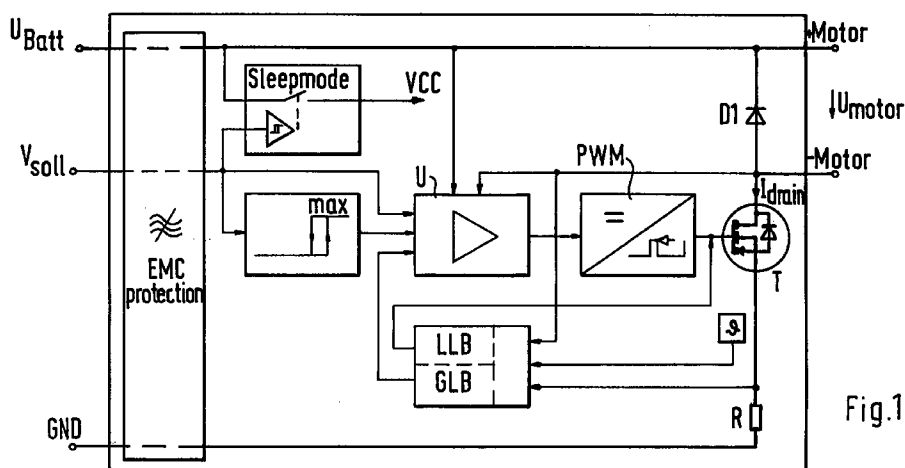 U_Batt
+Motor
Sleepmode
VCC
D1
U_motor
V_soll
-Motor
U
PWM
I_drain
max
=
EMC
protection
T
LLB
ϑ
GLB
R
Fig.1
GND